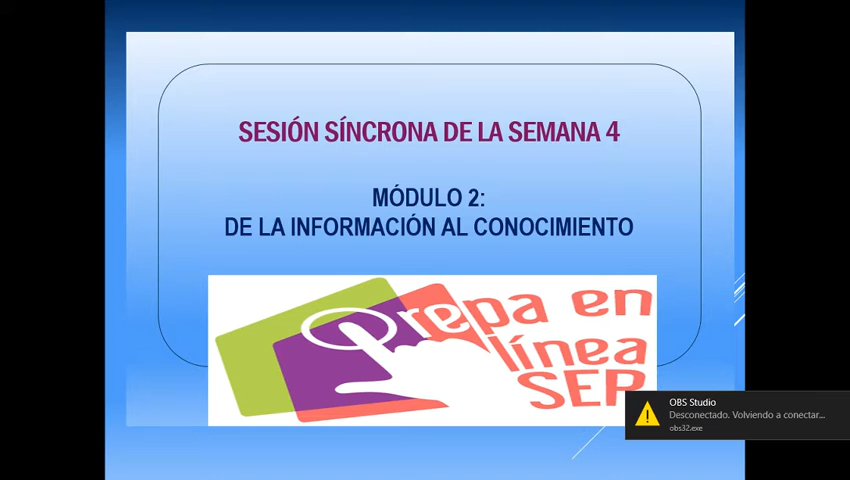 SESIÓN SÍNCRONA DE LA SEMANA 4
MÓDULO 2:
DE LA INFORMACIÓN AL CONOCIMIENTO
Prepa en
línea
SEP
OBS Studio
Desconectado. Volviendo a conectar...
obs32.exe